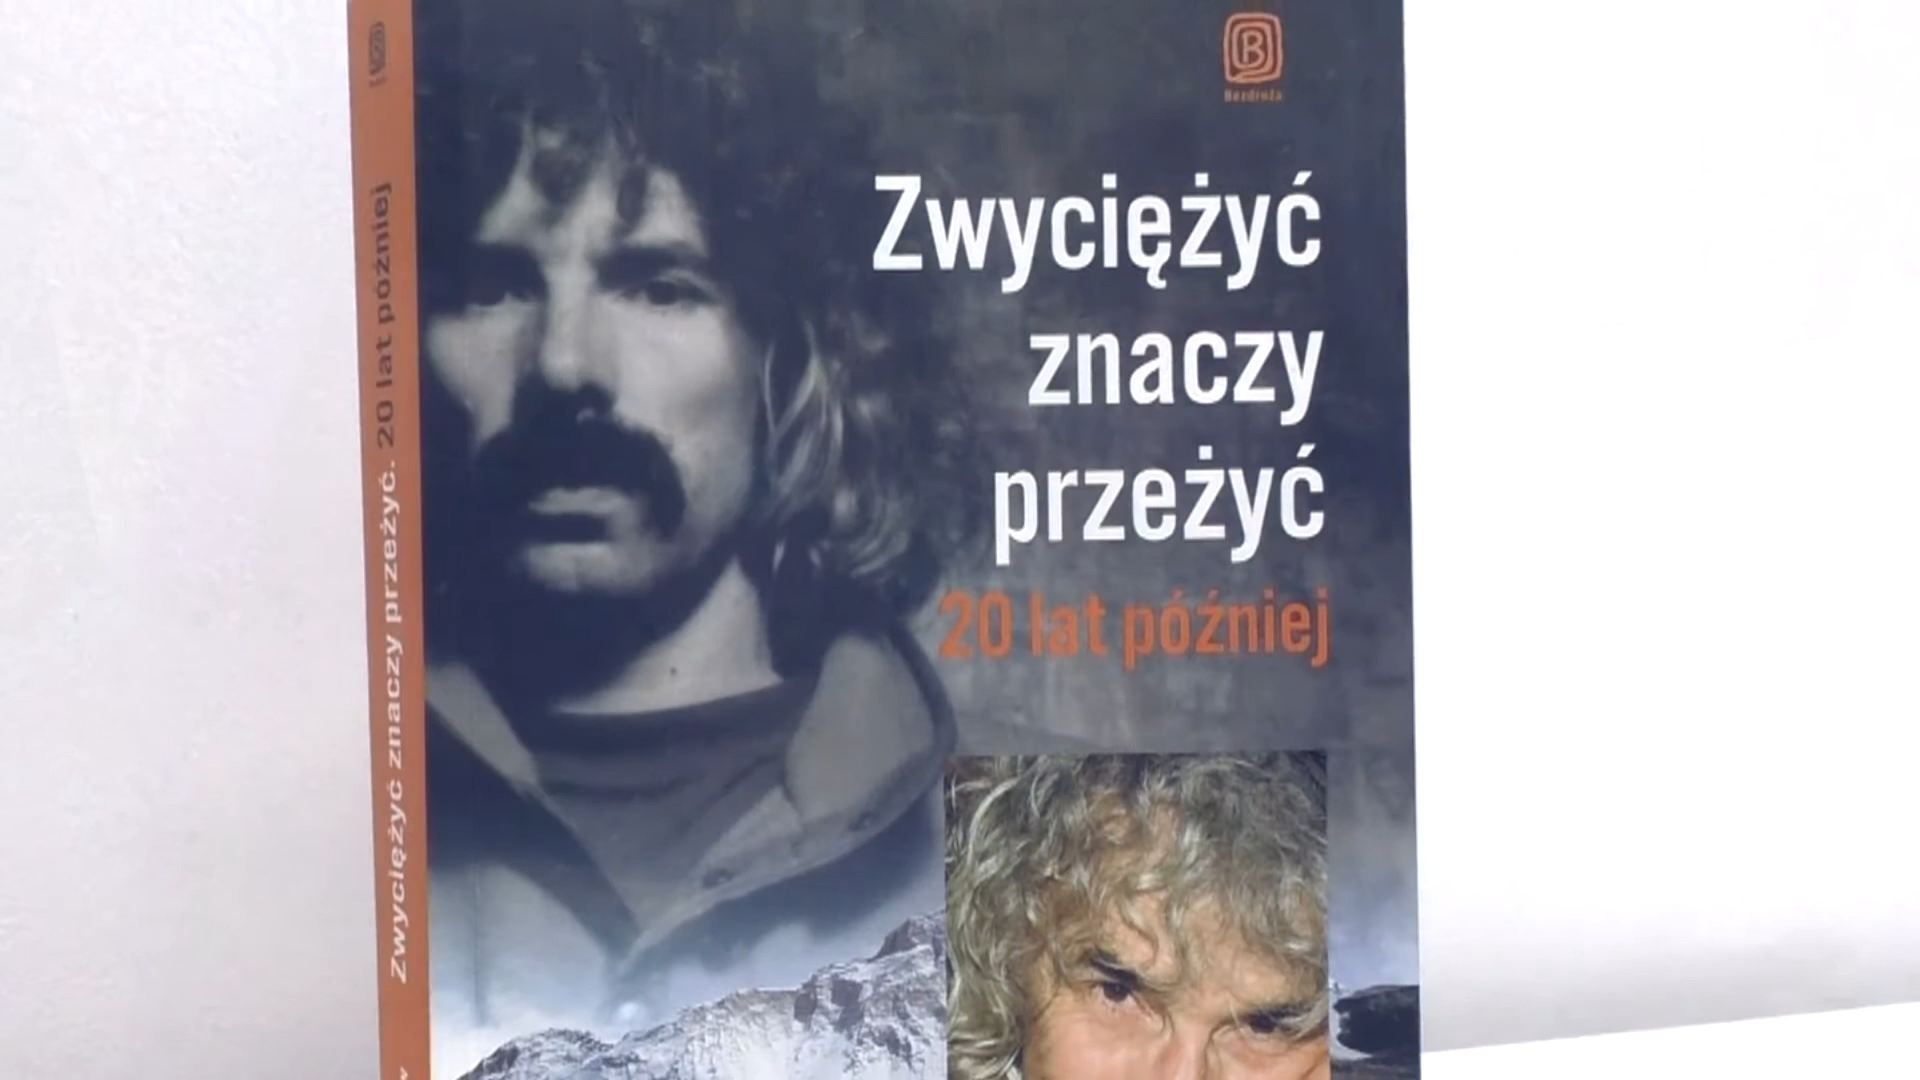 Bezdroża
Zwyciężyć
znaczy
przeżyć
20 lat później
Zwyciężyć znaczy przeżyć. 20 lat później